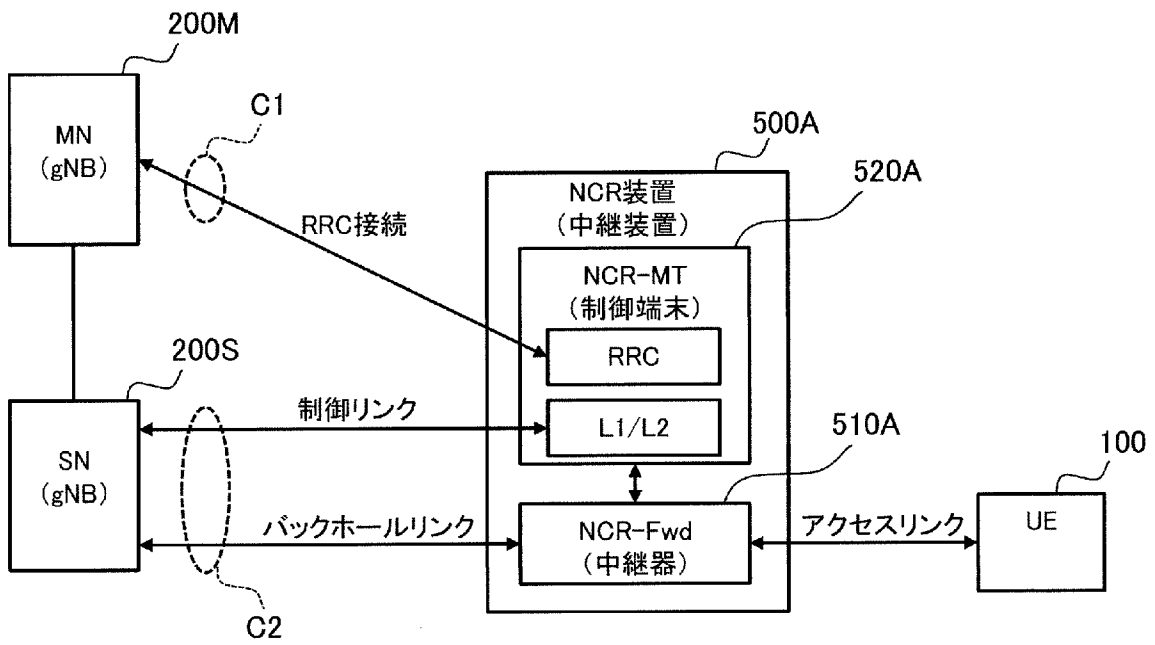 200M
MN
(gNB)
C1
RRC接続
500A
520A
NCR装置
(中継装置)
NCR-MT
(制御端末)
RRC
L1/L2
200S
SN
(gNB)
制御リンク
バックホールリンク
C2
510A
NCR-Fwd
(中継器)
アクセスリンク
100
UE